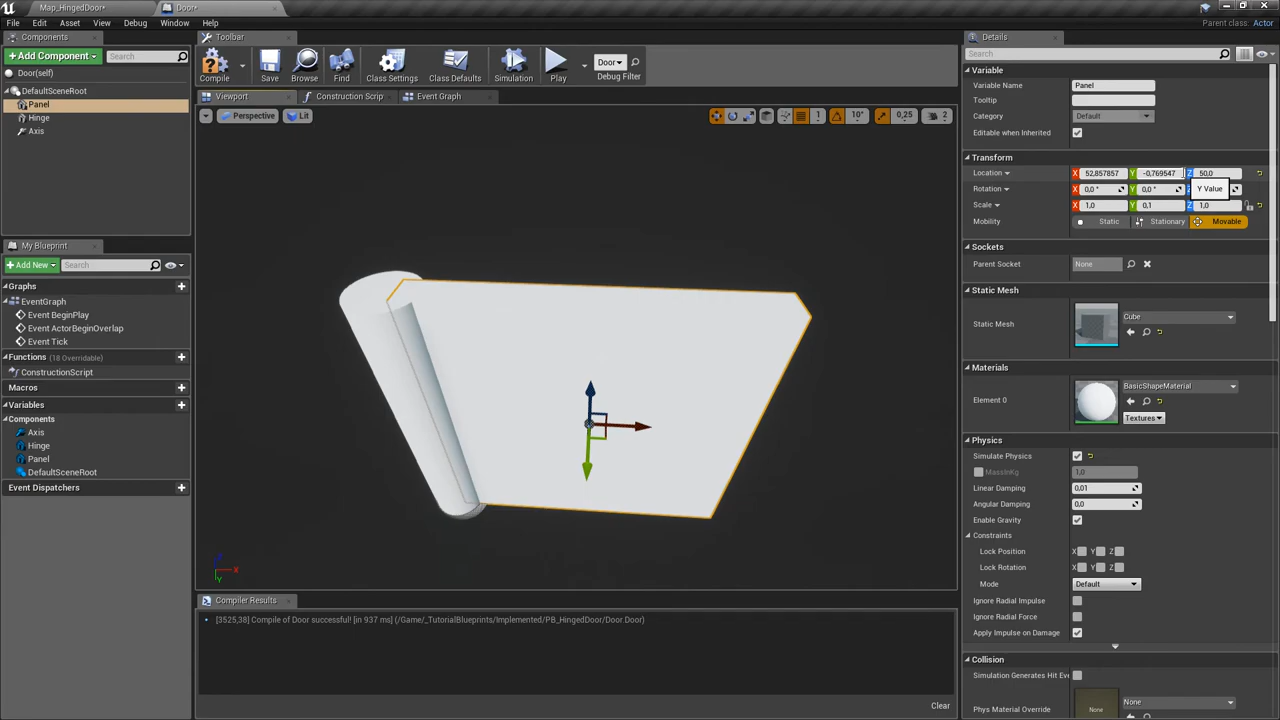 Map_HingedDoor*
Door*
File Edit Asset View Debug Window Help
Parent class: Actor
Components
+ Add Component
Search
Door(self)
DefaultSceneRoot
Panel
Hinge
Axis
My Blueprint
+ Add New
Search
Graphs
EventGraph
Event BeginPlay
Event ActorBeginOverlap
Event Tick
Functions (18 Overridable)
ConstructionScript
Macros
Variables
Components
Axis
Hinge
Panel
DefaultSceneRoot
Event Dispatchers
Toolbar
Compile
Save
Browse
Find
Class Settings
Class Defaults
Simulation
Play
Door
Debug Filter
Viewport
Construction Scrip
Event Graph
Perspective
Lit
1
10°
0,25
2
Z
X
Y
Compiler Results
[3525,38] Compile of Door successful! [in 937 ms] (/Game/_TutorialBlueprints/Implemented/PB_HingedDoor/Door.Door)
Clear
Details
Search
Variable
Variable Name Panel
Tooltip
Category Default
Editable when Inherited
Transform
Location X 52,857857 Y -0,769547 Z 50,0
Rotation X 0,0 ° Y 0,0 °
Y Value
Scale X 1,0 Y 0,1 Z 1,0
Mobility Static Stationary Movable
Sockets
Parent Socket None
Static Mesh
Static Mesh Cube
Materials
Element 0 BasicShapeMaterial
Textures
Physics
Simulate Physics
MassInKg 1,0
Linear Damping 0,01
Angular Damping 0,0
Enable Gravity
Constraints
Lock Position X Y Z
Lock Rotation X Y Z
Mode Default
Ignore Radial Impulse
Ignore Radial Force
Apply Impulse on Damage
Collision
Simulation Generates Hit Eve
None
Phys Material Override None